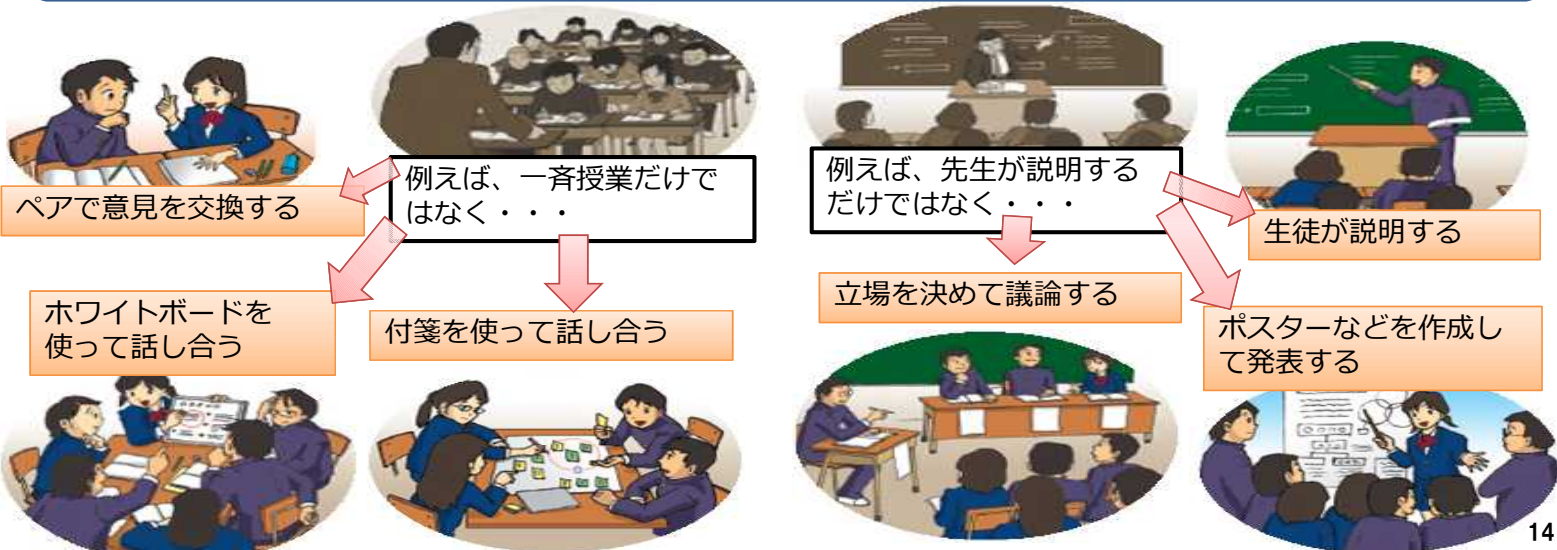 例えば、一斉授業だけで
はなく・・・
ペアで意見を交換する
ホワイトボードを
使って話し合う
付箋を使って話し合う
例えば、先生が説明する
だけではなく・・・
生徒が説明する
立場を決めて議論する
ポスターなどを作成し
て発表する
14